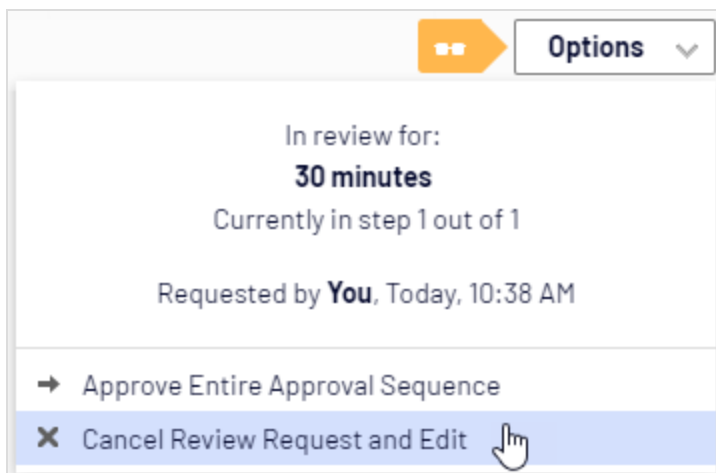 Options
In review for:
30 minutes
Currently in step 1 out of 1
Requested by You, Today, 10:38 AM
Approve Entire Approval Sequence
Cancel Review Request and Edit